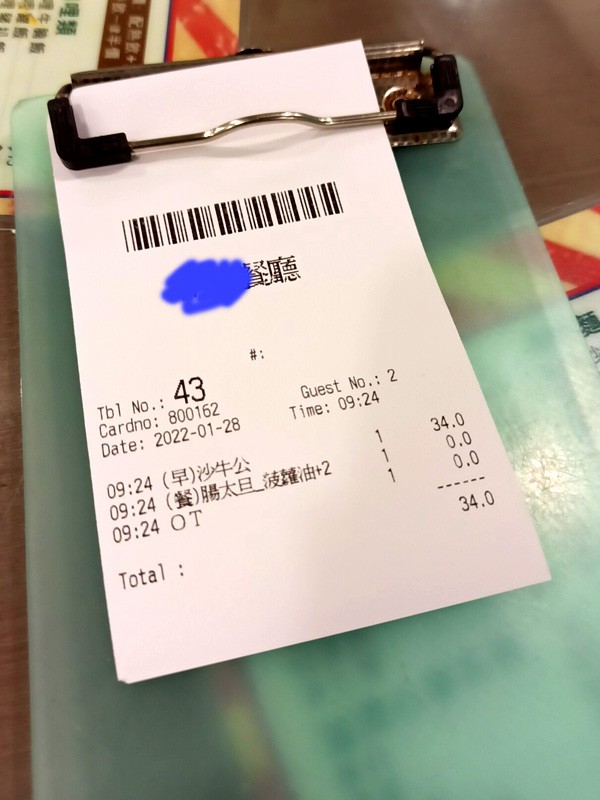 餐廳
#:
Tbl No.: 43 Guest No.: 2
Cardno: 800162 Time: 09:24
Date: 2022-01-28
09:24 (早)沙牛公 1 34.0
09:24 (餐)腸太旦_菠蘿油+2 1 0.0
09:24 OT 1 0.0
------
34.0
Total :